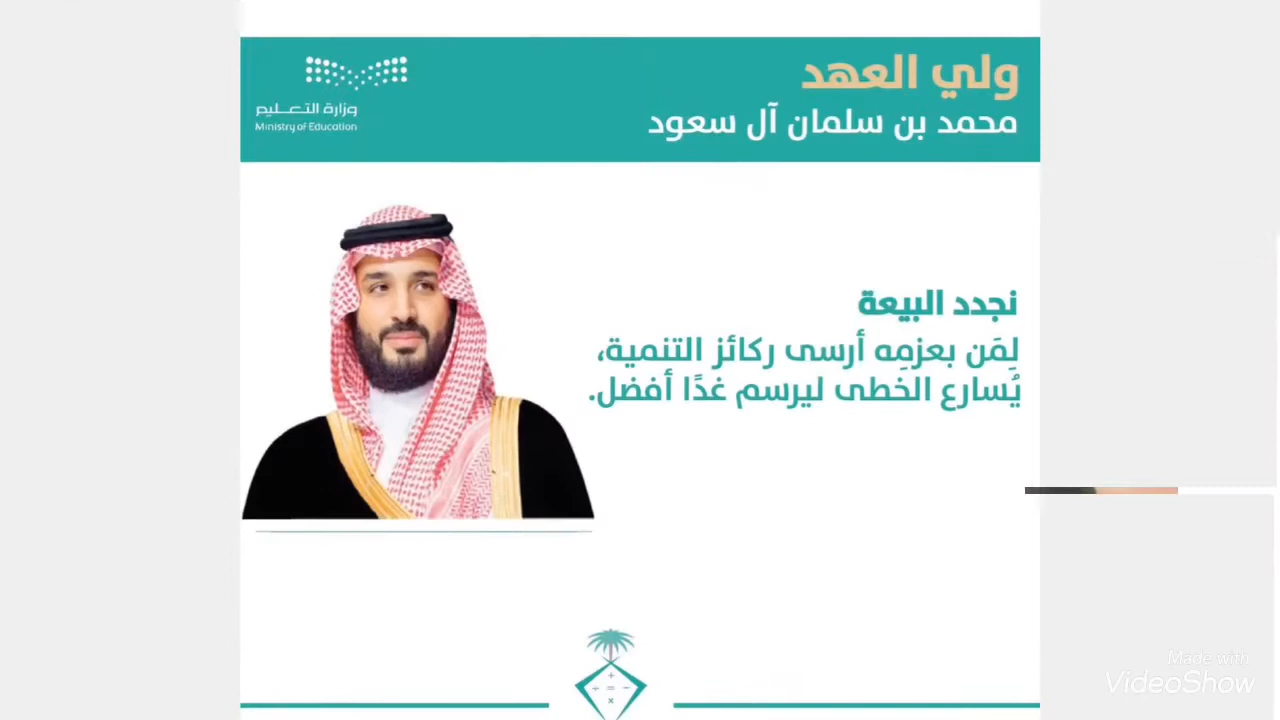 ولي العهد
محمد بن سلمان آل سعود
وزارة التعـــليم
Ministry of Education
نجدد البيعة
لِمَن بعزمِه أرسى ركائز التنمية،
يُسارع الخطى ليرسم غدًا أفضل.
+
÷ = −
×
Made with
VideoShow